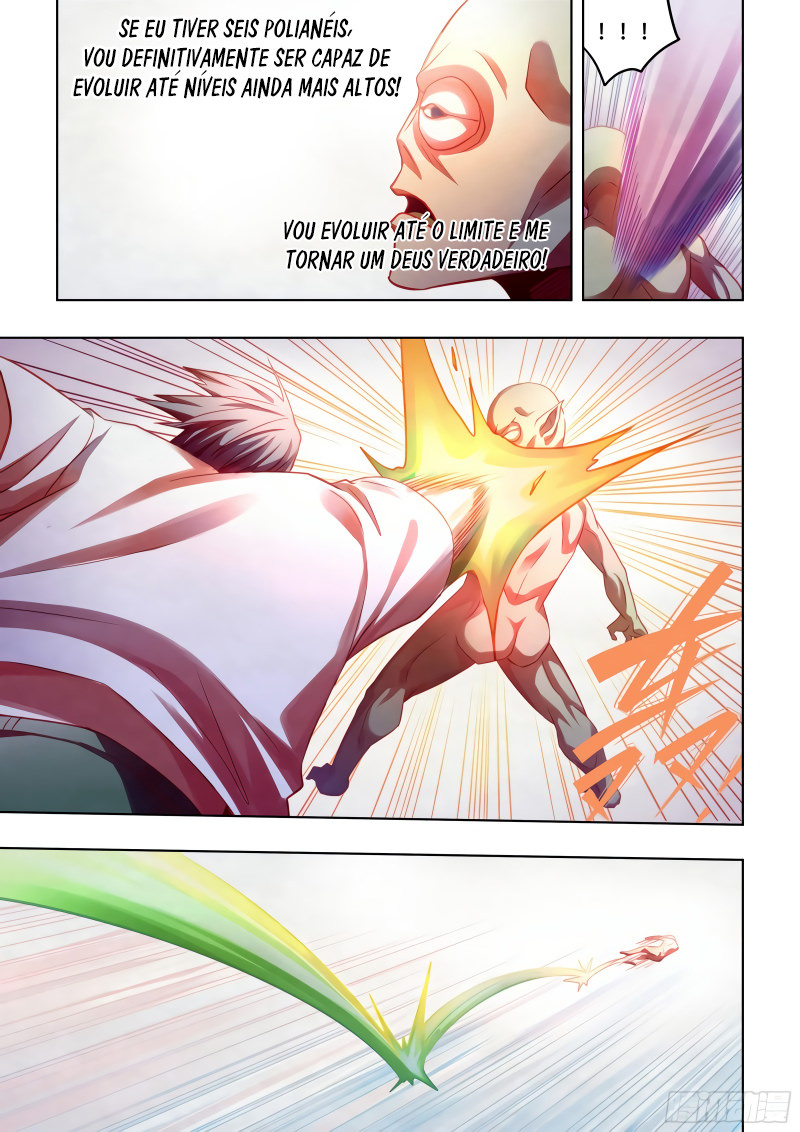 SE EU TIVER SEIS POLIANÉIS,
VOU DEFINITIVAMENTE SER CAPAZ DE
EVOLUIR ATÉ NÍVEIS AINDA MAIS ALTOS!
!!!
VOU EVOLUIR ATÉ O LIMITE E ME
TORNAR UM DEUS VERDADEIRO!